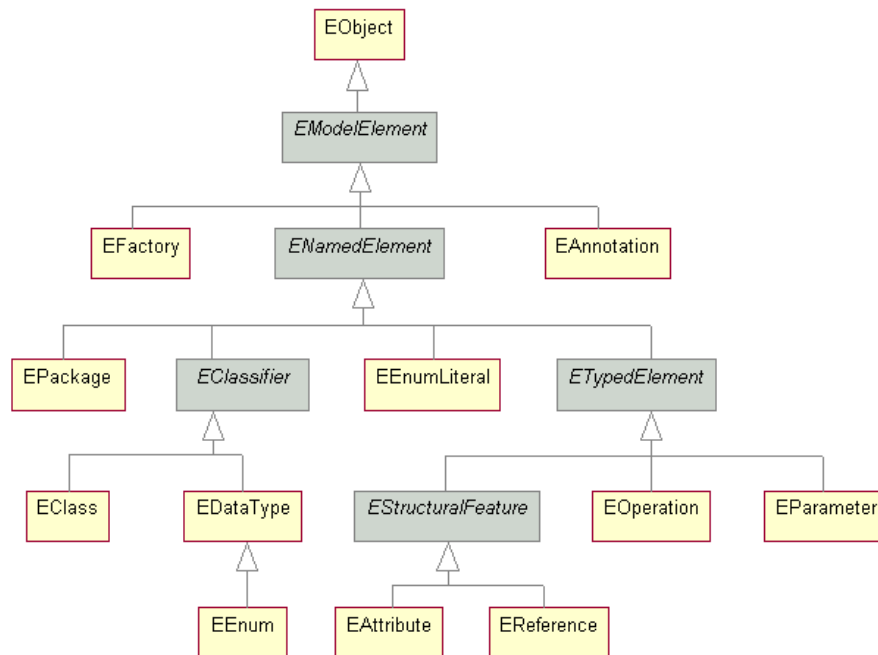 EObject
EModelElement
EFactory
ENamedElement
EAnnotation
EPackage
EClassifier
EEnumLiteral
ETypedElement
EClass
EDataType
EStructuralFeature
EOperation
EParameter
EEnum
EAttribute
EReference